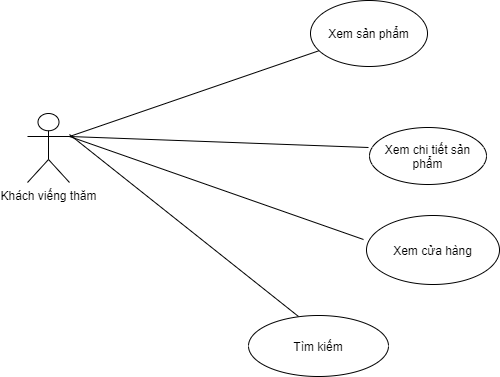 Xem sản phẩm
Xem chi tiết sản
phẩm
Khách viếng thăm
Xem cửa hàng
Tìm kiếm